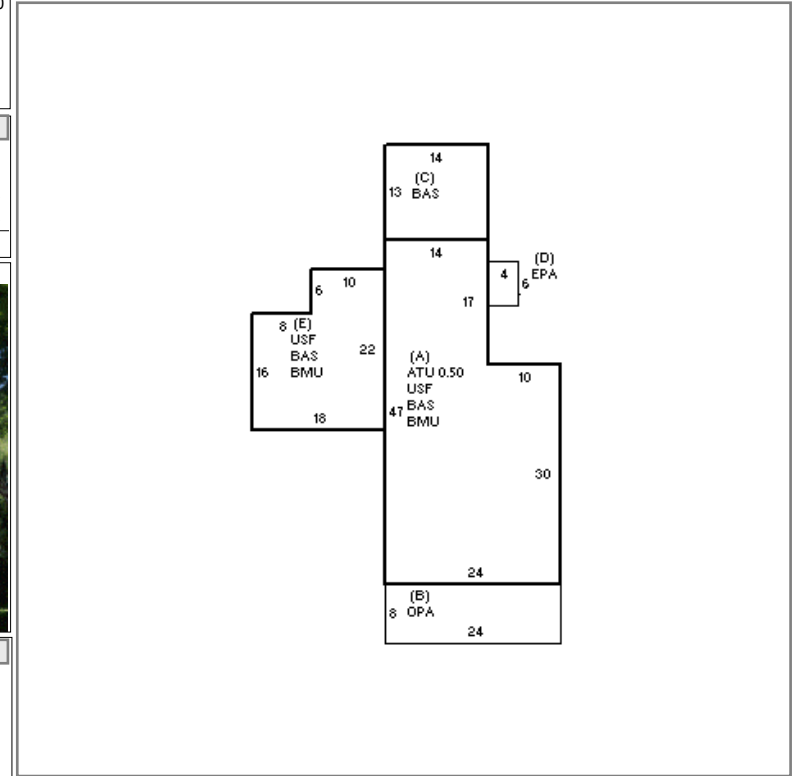 14
(C)
13 BAS
14
(D)
4 EPA
6
10
6
17
8 (E)
USF
BAS
16 BMU
22
18
(A)
ATU 0.50
USF
47 BAS
BMU
10
30
24
(B)
8 OPA
24